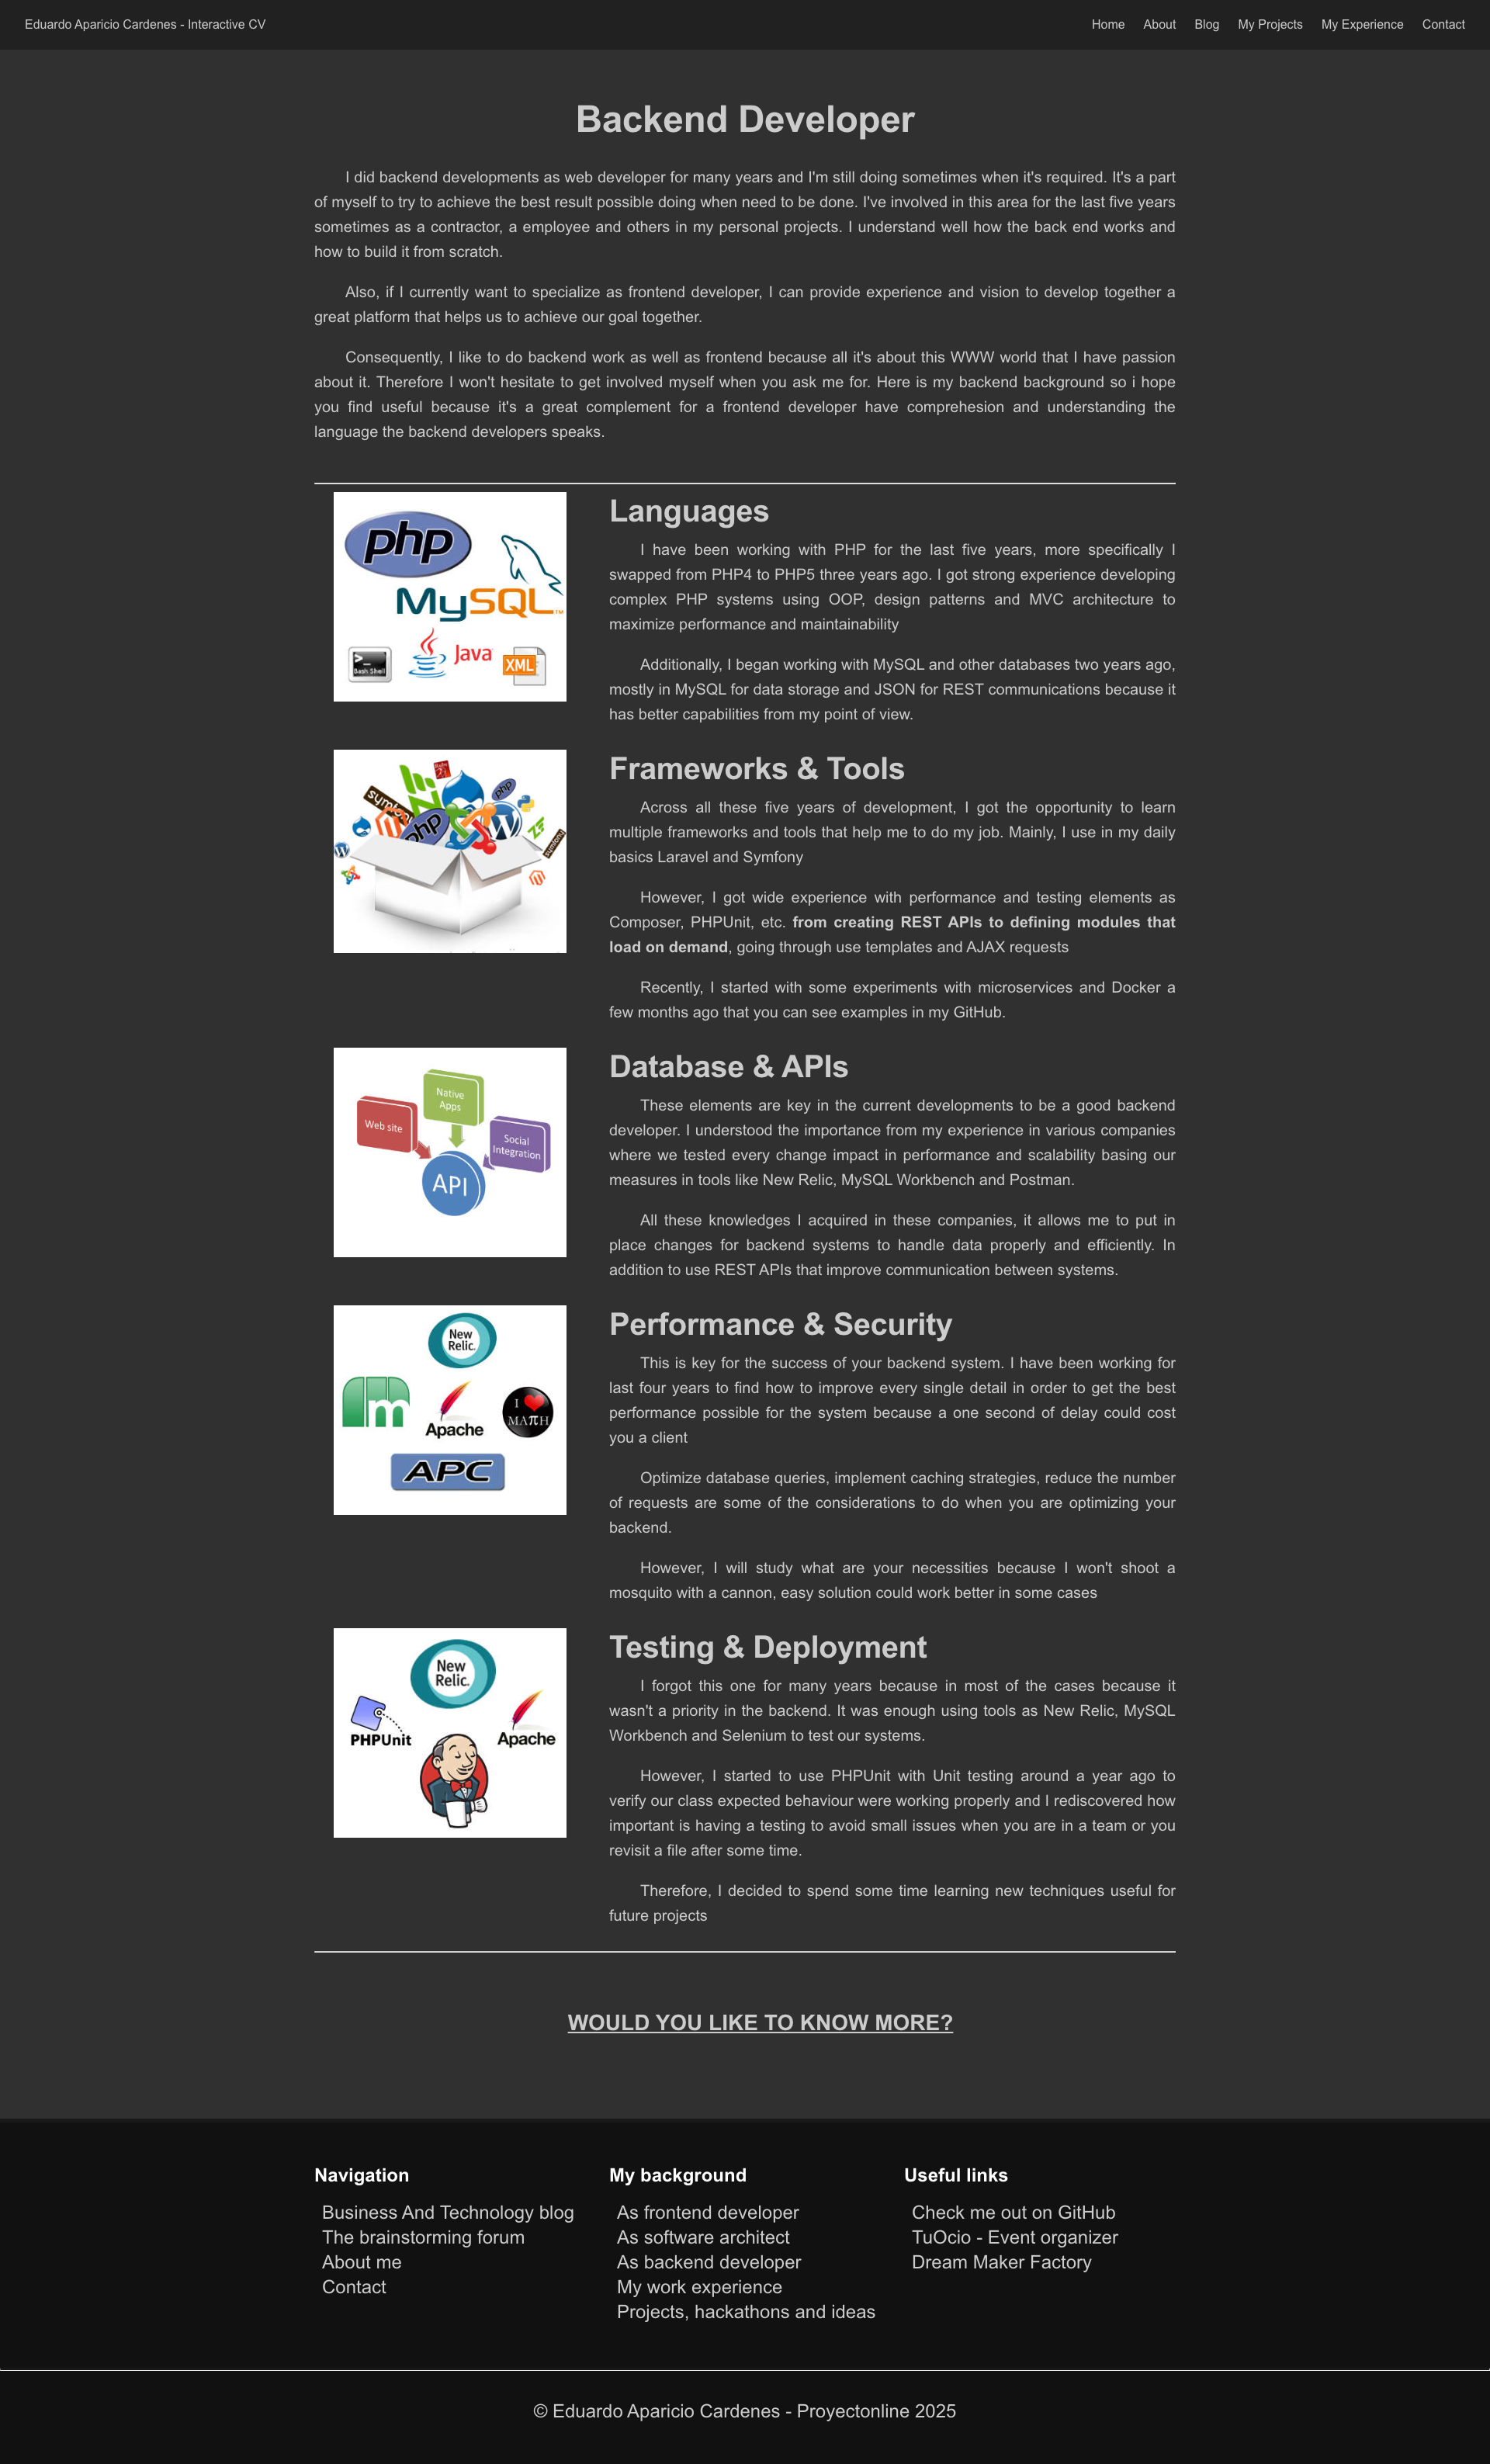 Eduardo Aparicio Cardenes - Interactive CV
Home About Blog My Projects My Experience Contact
Backend Developer
I did backend developments as web developer for many years and I'm still doing sometimes when it's required. It's a part
of myself to try to achieve the best result possible doing when need to be done. I've involved in this area for the last five years
sometimes as a contractor, a employee and others in my personal projects. I understand well how the back end works and
how to build it from scratch.
Also, if I currently want to specialize as frontend developer, I can provide experience and vision to develop together a
great platform that helps us to achieve our goal together.
Consequently, I like to do backend work as well as frontend because all it's about this WWW world that I have passion
about it. Therefore I won't hesitate to get involved myself when you ask me for. Here is my backend background so i hope
you find useful because it's a great complement for a frontend developer have comprehesion and understanding the
language the backend developers speaks.
php
MySQL™
>_
Bash Shell
Java
XML
Languages
I have been working with PHP for the last five years, more specifically I
swapped from PHP4 to PHP5 three years ago. I got strong experience developing
complex PHP systems using OOP, design patterns and MVC architecture to
maximize performance and maintainability
Additionally, I began working with MySQL and other databases two years ago,
mostly in MySQL for data storage and JSON for REST communications because it
has better capabilities from my point of view.
symfony
php
php
Frameworks & Tools
Across all these five years of development, I got the opportunity to learn
multiple frameworks and tools that help me to do my job. Mainly, I use in my daily
basics Laravel and Symfony
However, I got wide experience with performance and testing elements as
Composer, PHPUnit, etc. from creating REST APIs to defining modules that
load on demand, going through use templates and AJAX requests
Recently, I started with some experiments with microservices and Docker a
few months ago that you can see examples in my GitHub.
Native
Apps
Web site
Social
Integration
API
Database & APIs
These elements are key in the current developments to be a good backend
developer. I understood the importance from my experience in various companies
where we tested every change impact in performance and scalability basing our
measures in tools like New Relic, MySQL Workbench and Postman.
All these knowledges I acquired in these companies, it allows me to put in
place changes for backend systems to handle data properly and efficiently. In
addition to use REST APIs that improve communication between systems.
New
Relic.
m
Apache
I ♥
MAπH
APC
Performance & Security
This is key for the success of your backend system. I have been working for
last four years to find how to improve every single detail in order to get the best
performance possible for the system because a one second of delay could cost
you a client
Optimize database queries, implement caching strategies, reduce the number
of requests are some of the considerations to do when you are optimizing your
backend.
However, I will study what are your necessities because I won't shoot a
mosquito with a cannon, easy solution could work better in some cases
New
Relic.
PHPUnit
Apache
Testing & Deployment
I forgot this one for many years because in most of the cases because it
wasn't a priority in the backend. It was enough using tools as New Relic, MySQL
Workbench and Selenium to test our systems.
However, I started to use PHPUnit with Unit testing around a year ago to
verify our class expected behaviour were working properly and I rediscovered how
important is having a testing to avoid small issues when you are in a team or you
revisit a file after some time.
Therefore, I decided to spend some time learning new techniques useful for
future projects
WOULD YOU LIKE TO KNOW MORE?
Navigation
Business And Technology blog
The brainstorming forum
About me
Contact
My background
As frontend developer
As software architect
As backend developer
My work experience
Projects, hackathons and ideas
Useful links
Check me out on GitHub
TuOcio - Event organizer
Dream Maker Factory
© Eduardo Aparicio Cardenes - Proyectonline 2025